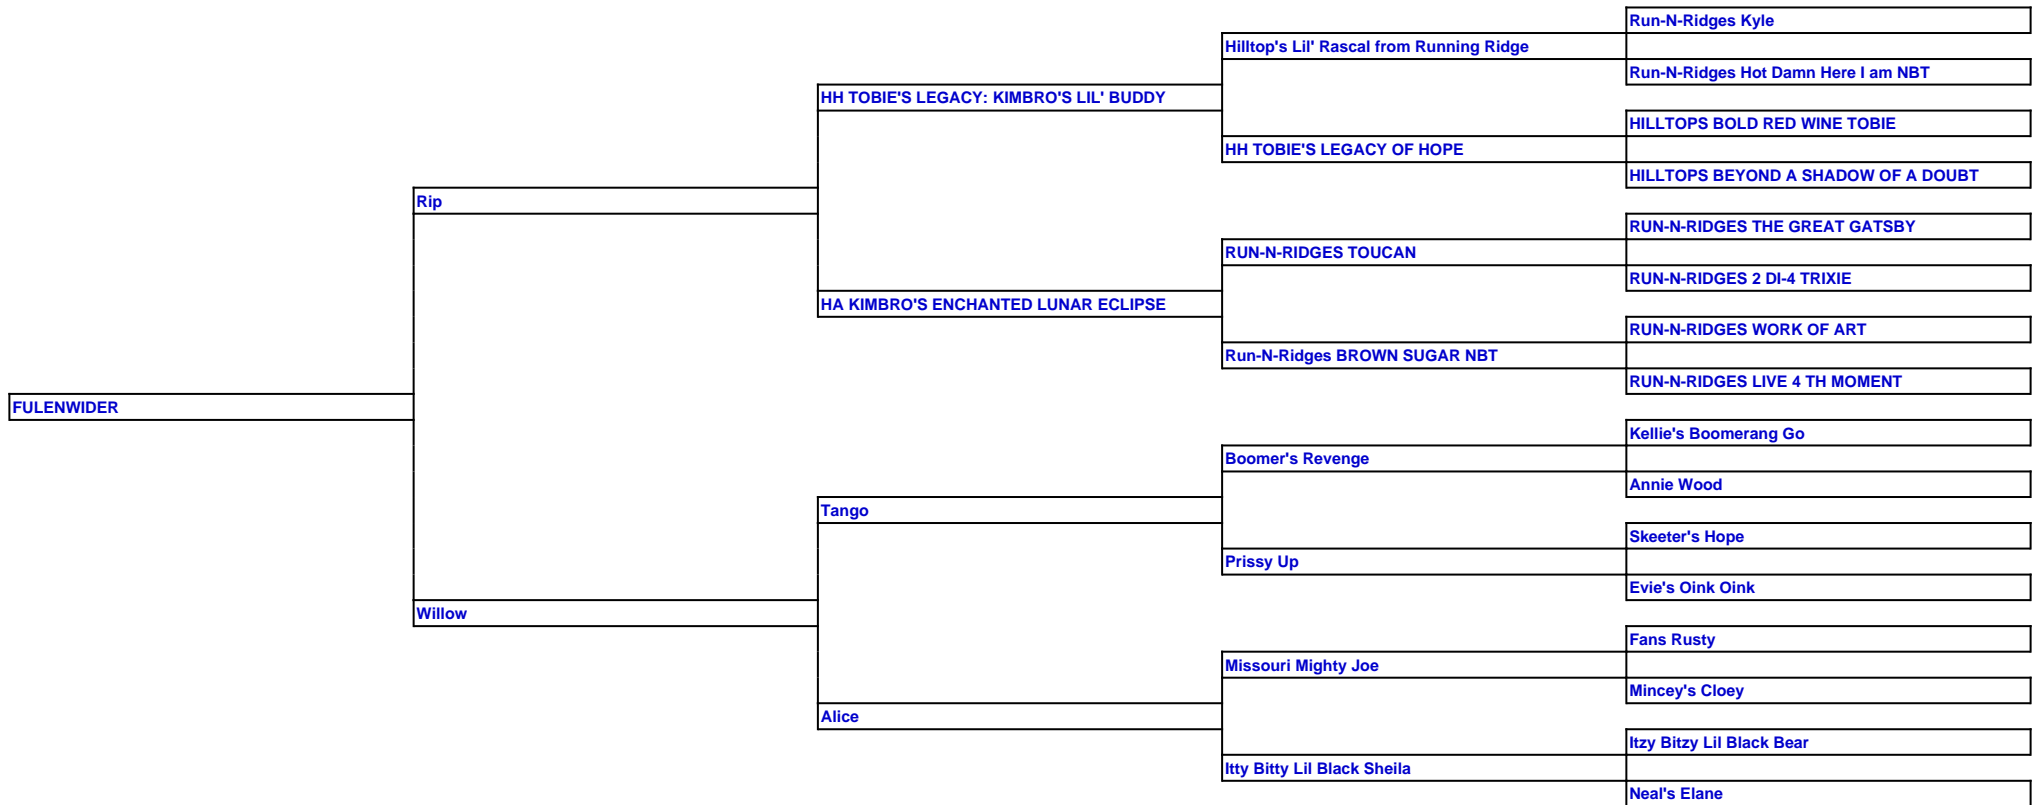 Run-N-Ridges Kyle
Hilltop's Lil' Rascal from Running Ridge
Run-N-Ridges Hot Damn Here I am NBT
HH TOBIE'S LEGACY: KIMBRO'S LIL' BUDDY
HILLTOPS BOLD RED WINE TOBIE
HH TOBIE'S LEGACY OF HOPE
HILLTOPS BEYOND A SHADOW OF A DOUBT
Rip
RUN-N-RIDGES THE GREAT GATSBY
RUN-N-RIDGES TOUCAN
RUN-N-RIDGES 2 DI-4 TRIXIE
HA KIMBRO'S ENCHANTED LUNAR ECLIPSE
RUN-N-RIDGES WORK OF ART
Run-N-Ridges BROWN SUGAR NBT
RUN-N-RIDGES LIVE 4 TH MOMENT
FULENWIDER
Kellie's Boomerang Go
Boomer's Revenge
Annie Wood
Tango
Skeeter's Hope
Prissy Up
Evie's Oink Oink
Willow
Fans Rusty
Missouri Mighty Joe
Mincey's Cloey
Alice
Itzy Bitzy Lil Black Bear
Itty Bitty Lil Black Sheila
Neal's Elane